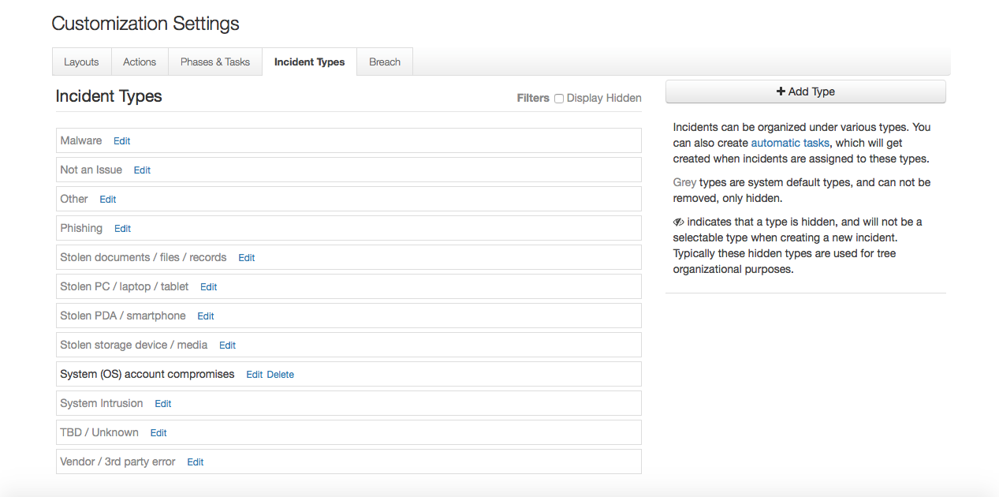 Customization Settings
Layouts Actions Phases & Tasks Incident Types Breach
Incident Types
Filters Display Hidden
Malware Edit
Not an Issue Edit
Other Edit
Phishing Edit
Stolen documents / files / records Edit
Stolen PC / laptop / tablet Edit
Stolen PDA / smartphone Edit
Stolen storage device / media Edit
System (OS) account compromises Edit Delete
System Intrusion Edit
TBD / Unknown Edit
Vendor / 3rd party error Edit
+ Add Type
Incidents can be organized under various types. You
can also create automatic tasks, which will get
created when incidents are assigned to these types.
Grey types are system default types, and can not be
removed, only hidden.
indicates that a type is hidden, and will not be a
selectable type when creating a new incident.
Typically these hidden types are used for tree
organizational purposes.